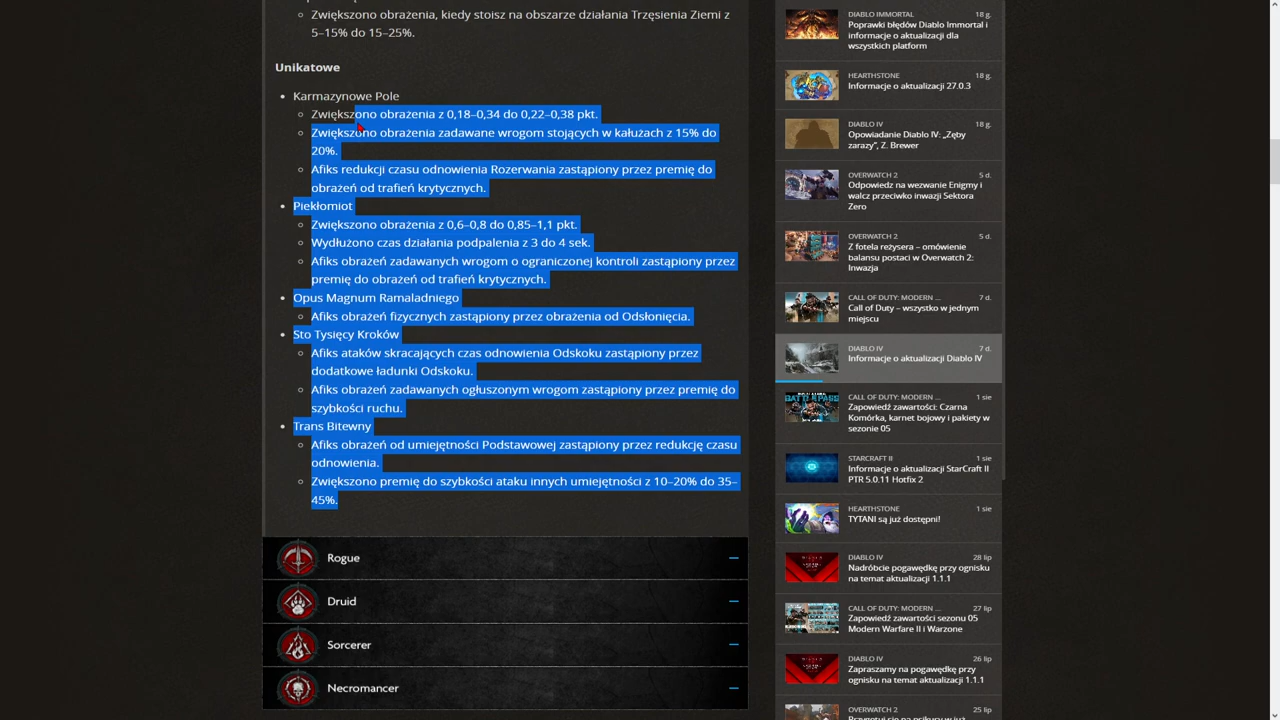 Zwiększono obrażenia, kiedy stoisz na obszarze działania Trzęsienia Ziemi z
5–15% do 15–25%.
Unikatowe
Karmazynowe Pole
Zwiększono obrażenia z 0,18–0,34 do 0,22–0,38 pkt.
Zwiększono obrażenia zadawane wrogom stojących w kałużach z 15% do
20%.
Afiks redukcji czasu odnowienia Rozerwania zastąpiony przez premię do
obrażeń od trafień krytycznych.
Piekłomiot
Zwiększono obrażenia z 0,6–0,8 do 0,85–1,1 pkt.
Wydłużono czas działania podpalenia z 3 do 4 sek.
Afiks obrażeń zadawanych wrogom o ograniczonej kontroli zastąpiony przez
premię do obrażeń od trafień krytycznych.
Opus Magnum Ramaladniego
Afiks obrażeń fizycznych zastąpiony przez obrażenia od Odsłonięcia.
Sto Tysięcy Kroków
Afiks ataków skracających czas odnowienia Odskoku zastąpiony przez
dodatkowe ładunki Odskoku.
Afiks obrażeń zadawanych ogłuszonym wrogom zastąpiony przez premię do
szybkości ruchu.
Trans Bitewny
Afiks obrażeń od umiejętności Podstawowej zastąpiony przez redukcję czasu
odnowienia.
Zwiększono premię do szybkości ataku innych umiejętności z 10–20% do 35–
45%.
Rogue
Druid
Sorcerer
Necromancer
DIABLO IMMORTAL 18 g.
Poprawki błędów Diablo Immortal i
informacje o aktualizacji dla
wszystkich platform
HEARTHSTONE 18 g.
Informacje o aktualizacji 27.0.3
DIABLO IV 18 g.
Opowiadanie Diablo IV: „Zęby
zarazy”, Z. Brewer
OVERWATCH 2 5 d.
Odpowiedz na wezwanie Enigmy i
walcz przeciwko inwazji Sektora
Zero
OVERWATCH 2 5 d.
Z fotela reżysera – omówienie
balansu postaci w Overwatch 2:
Inwazja
CALL OF DUTY: MODERN ... 7 d.
Call of Duty – wszystko w jednym
miejscu
DIABLO IV 7 d.
Informacje o aktualizacji Diablo IV
CALL OF DUTY: MODERN ... 1 sie
Zapowiedź zawartości: Czarna
Komórka, karnet bojowy i pakiety w
sezonie 05
STARCRAFT II 1 sie
Informacje o aktualizacji StarCraft II
PTR 5.0.11 Hotfix 2
HEARTHSTONE 1 sie
TYTANI są już dostępni!
DIABLO IV 28 lip
Nadróbcie pogawędkę przy ognisku
na temat aktualizacji 1.1.1
CALL OF DUTY: MODERN ... 27 lip
Zapowiedź zawartości sezonu 05
Modern Warfare II i Warzone
DIABLO IV 26 lip
Zapraszamy na pogawędkę przy
ognisku na temat aktualizacji 1.1.1
OVERWATCH 2 25 lip